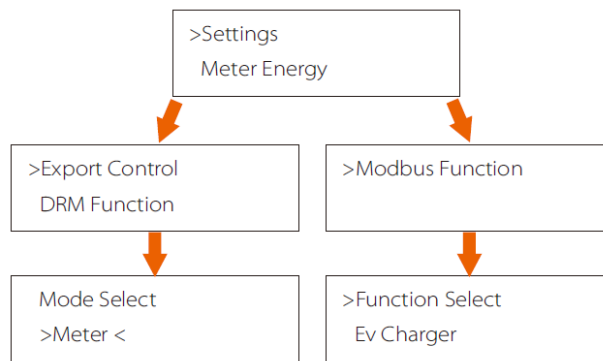 >Settings
Meter Energy
>Export Control
DRM Function
>Modbus Function
Mode Select
>Meter <
>Function Select
Ev Charger